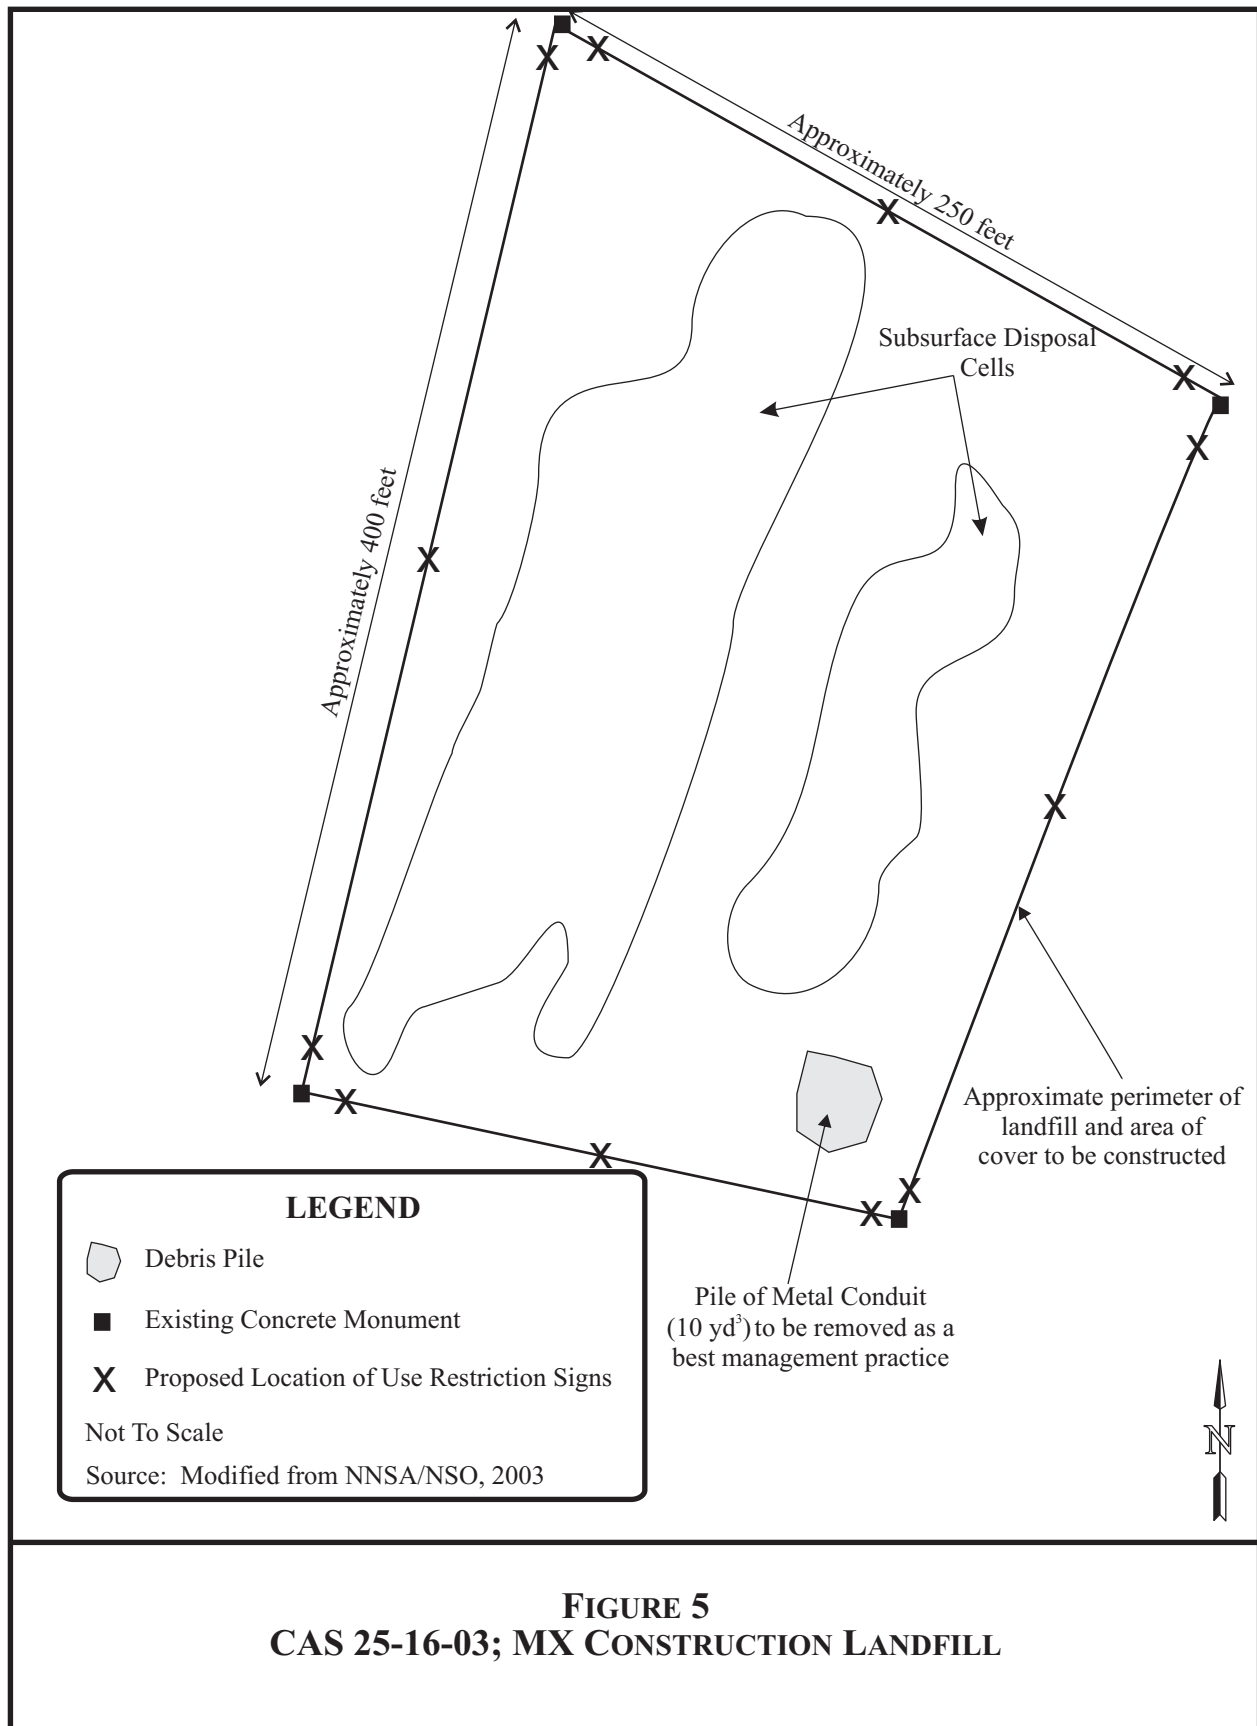 Approximately 250 feet
Subsurface Disposal
Cells
Approximately 400 feet
Approximate perimeter of
landfill and area of
cover to be constructed
Pile of Metal Conduit
(10 yd³) to be removed as a
best management practice
LEGEND
Debris Pile
Existing Concrete Monument
X Proposed Location of Use Restriction Signs
Not To Scale
Source: Modified from NNSA/NSO, 2003
N
FIGURE 5
CAS 25-16-03; MX CONSTRUCTION LANDFILL